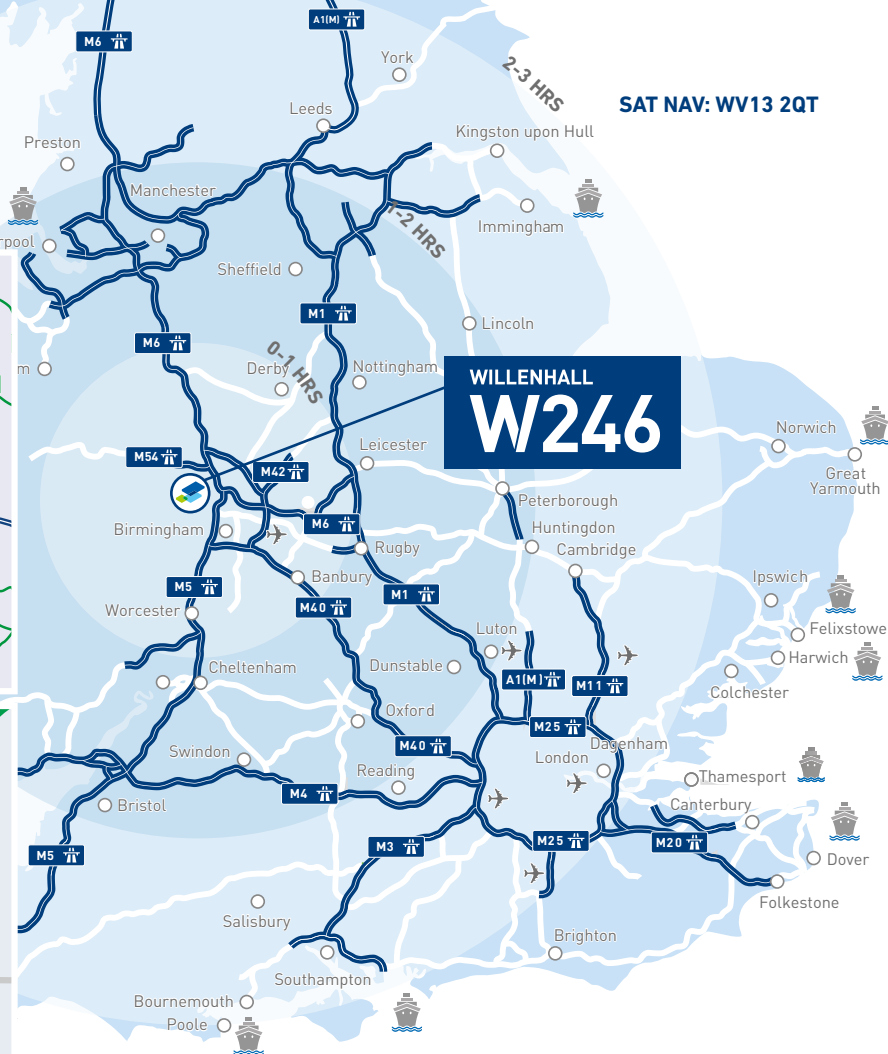 A1(M)
M6
York
2-3 HRS
SAT NAV: WV13 2QT
Leeds
Kingston upon Hull
Preston
Manchester
1-2 HRS
Immingham
rpool
Sheffield
M1
Lincoln
M6
0-1 HRS
Derby
Nottingham
m
WILLENHALL
W246
Norwich
Leicester
M54
M42
Great
Yarmouth
Peterborough
Birmingham
M6
Huntingdon
Rugby
Cambridge
Banbury
Ipswich
M5
M40
M1
Worcester
Luton
Felixstowe
Harwich
Cheltenham
Dunstable
A1(M)
M11
Colchester
Oxford
M25
M40
Dagenham
Swindon
London
Reading
Thamesport
M4
Canterbury
Bristol
M3
M25
M20
M5
Dover
Folkestone
Salisbury
Brighton
Southampton
Bournemouth
Poole